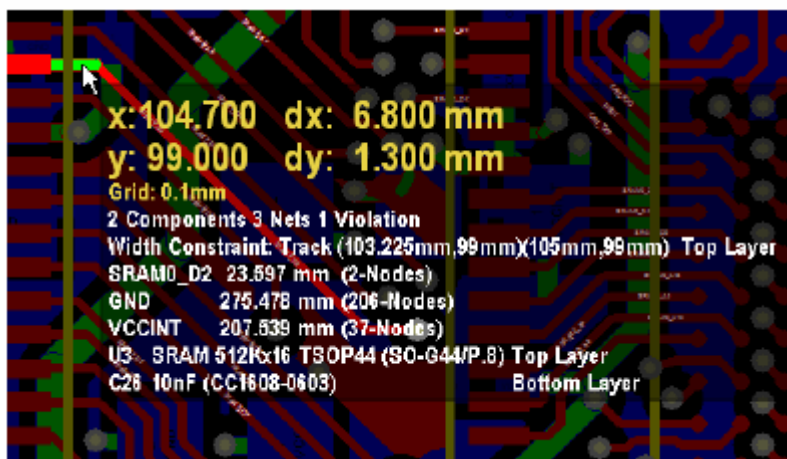 x:104.700 dx: 6.800 mm
y: 99.000 dy: 1.300 mm
Grid: 0.1mm
2 Components 3 Nets 1 Violation
Width Constraint: Track (103.225mm,99mm)(105mm,99mm) Top Layer
SRAM0_D2 23.597 mm (2-Nodes)
GND 275.478 mm (206-Nodes)
VCCINT 207.539 mm (37-Nodes)
U3 SRAM 512Kx16 TSOP44 (SO-G44/P.8) Top Layer
C26 10nF (CC1608-0603) Bottom Layer